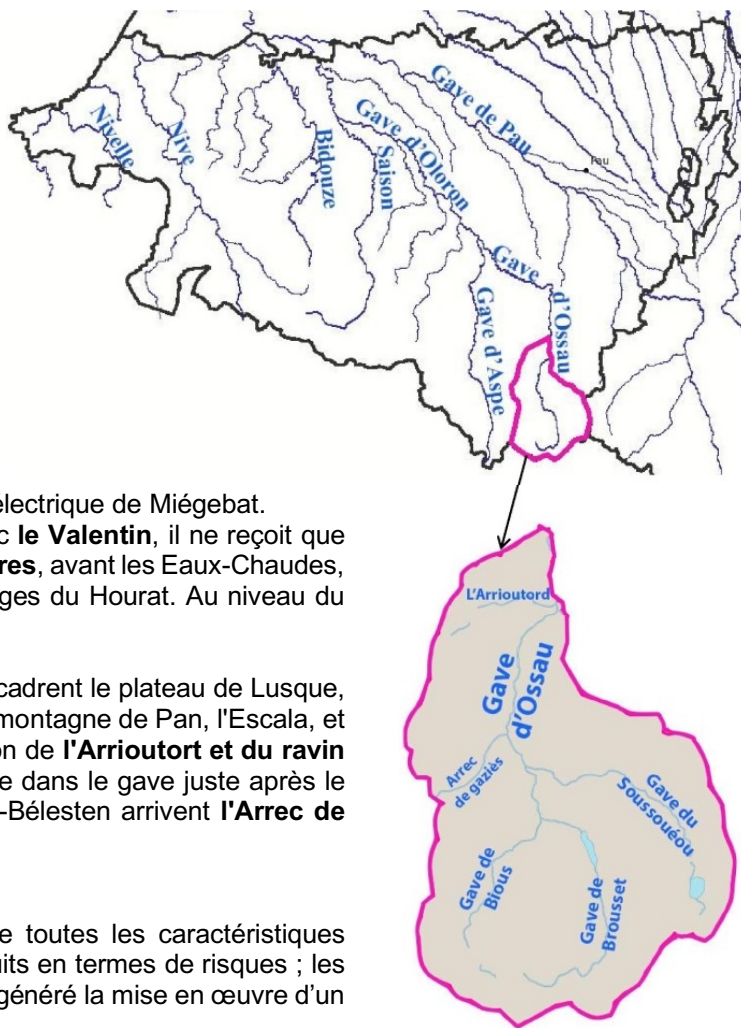 Nivelle
Nive
Bidouze
Saison
Gave d'Oloron
Gave de Pau
Pau
Gave d'Aspe
Gave d'Ossau
électrique de Miégebat.
c le Valentin, il ne reçoit que
res, avant les Eaux-Chaudes,
ges du Hourat. Au niveau du
cadrent le plateau de Lusque,
montagne de Pan, l'Escala, et
on de l'Arrioutort et du ravin
e dans le gave juste après le
-Bélesten arrivent l'Arrec de
e toutes les caractéristiques
uits en termes de risques ; les
généré la mise en œuvre d'un
L'Arrioutord
Gave
d'Ossau
Arrec
de gaziès
Gave du
Soussouéou
Gave de
Bious
Gave de
Brousset